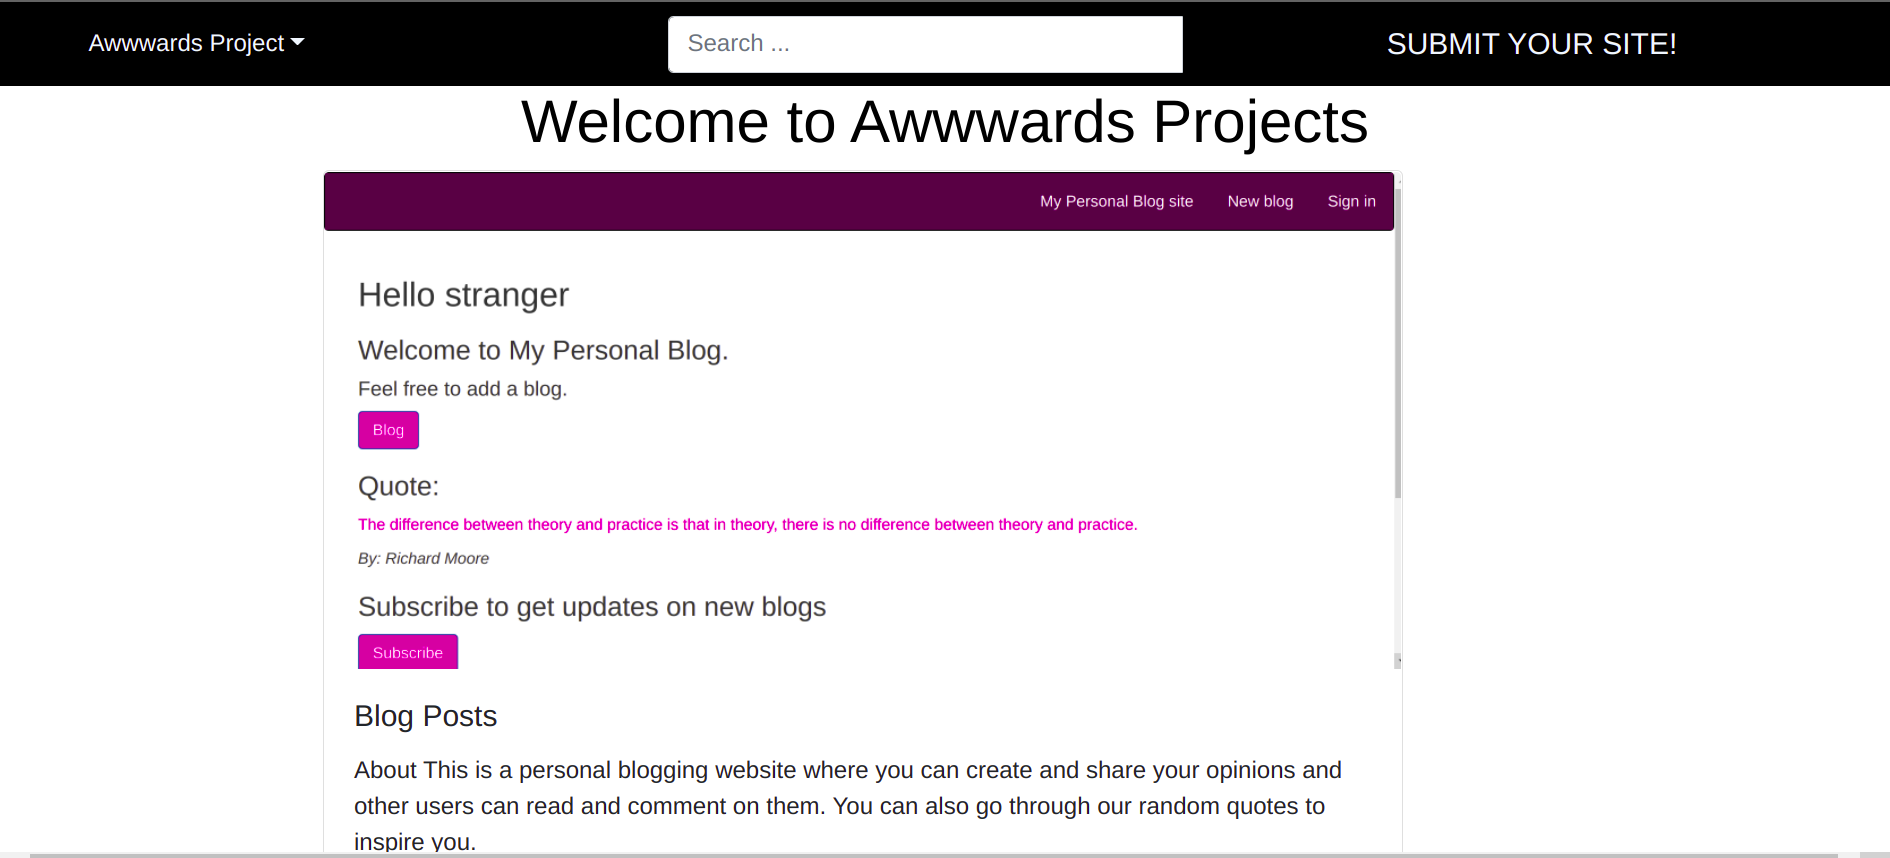 Awwwards Project
Search ...
SUBMIT YOUR SITE!
Welcome to Awwwards Projects
My Personal Blog site
New blog
Sign in
Hello stranger
Welcome to My Personal Blog.
Feel free to add a blog.
Blog
Quote:
The difference between theory and practice is that in theory, there is no difference between theory and practice.
By: Richard Moore
Subscribe to get updates on new blogs
Subscribe
Blog Posts
About This is a personal blogging website where you can create and share your opinions and
other users can read and comment on them. You can also go through our random quotes to
inspire you.